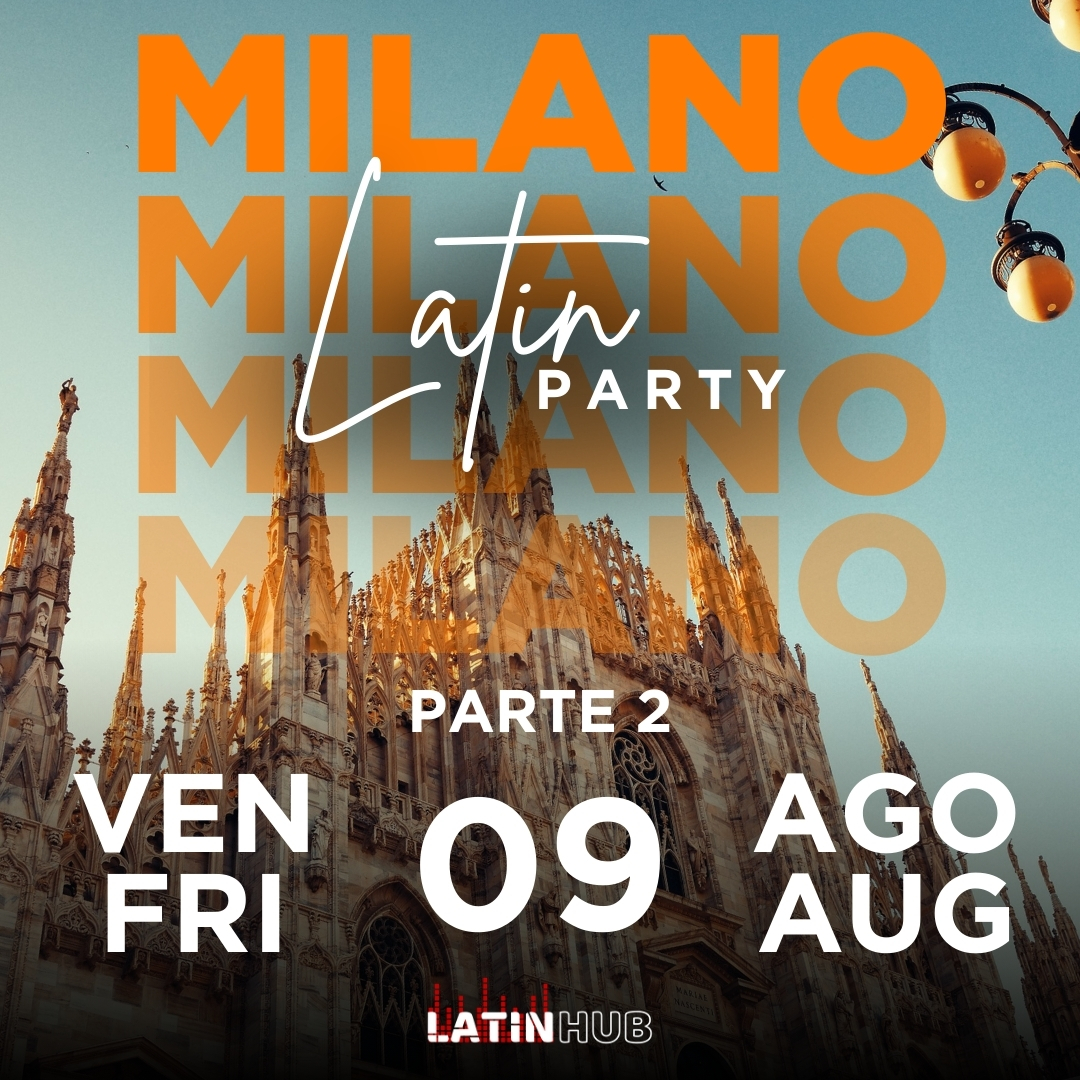 MILANO
MILANO
MILANO
MILANO
Latin
PARTY
PARTE 2
VEN 09 AGO
FRI AUG
LATINHUB